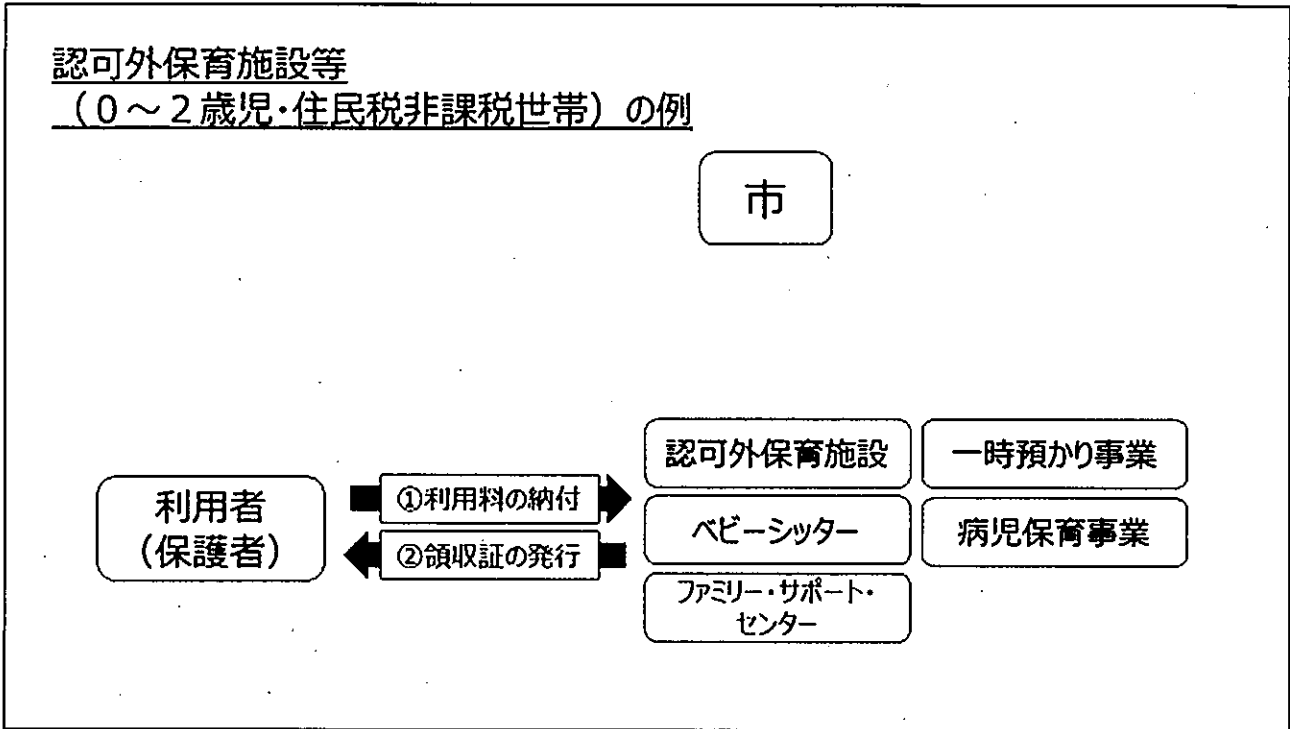 認可外保育施設等
（０～２歳児・住民税非課税世帯）の例
市
認可外保育施設
一時預かり事業
利用者
（保護者）
①利用料の納付
②領収証の発行
ベビーシッター
病児保育事業
ファミリー・サポート・
センター